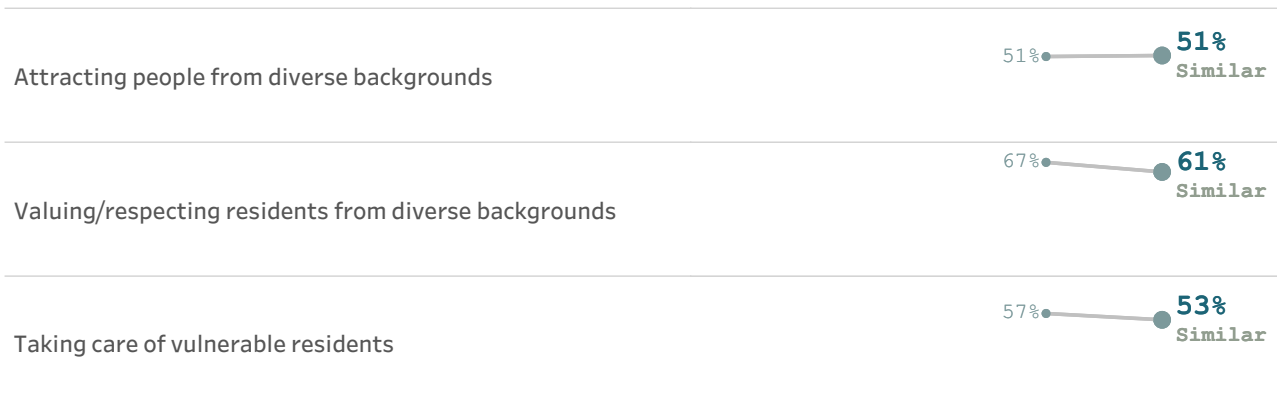 51%
51%
Similar
Attracting people from diverse backgrounds
67%
61%
Similar
Valuing/respecting residents from diverse backgrounds
57%
53%
Similar
Taking care of vulnerable residents